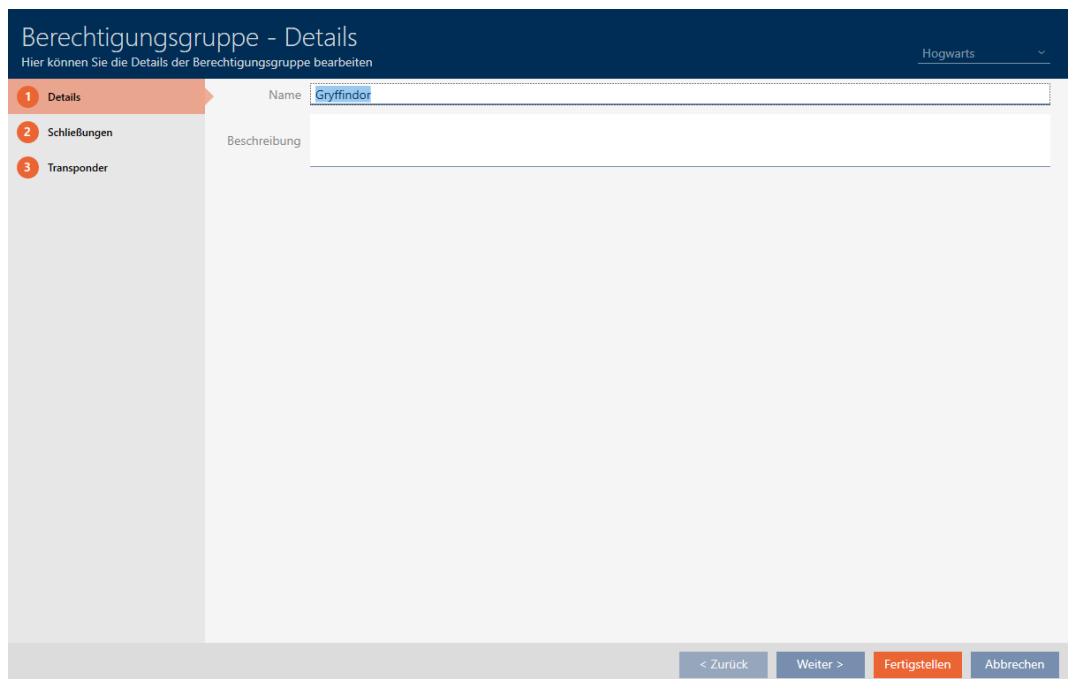 Berechtigungsgruppe - Details
Hier können Sie die Details der Berechtigungsgruppe bearbeiten
Hogwarts
1 Details
2 Schließungen
3 Transponder
Name Gryffindor
Beschreibung
< Zurück Weiter > Fertigstellen Abbrechen